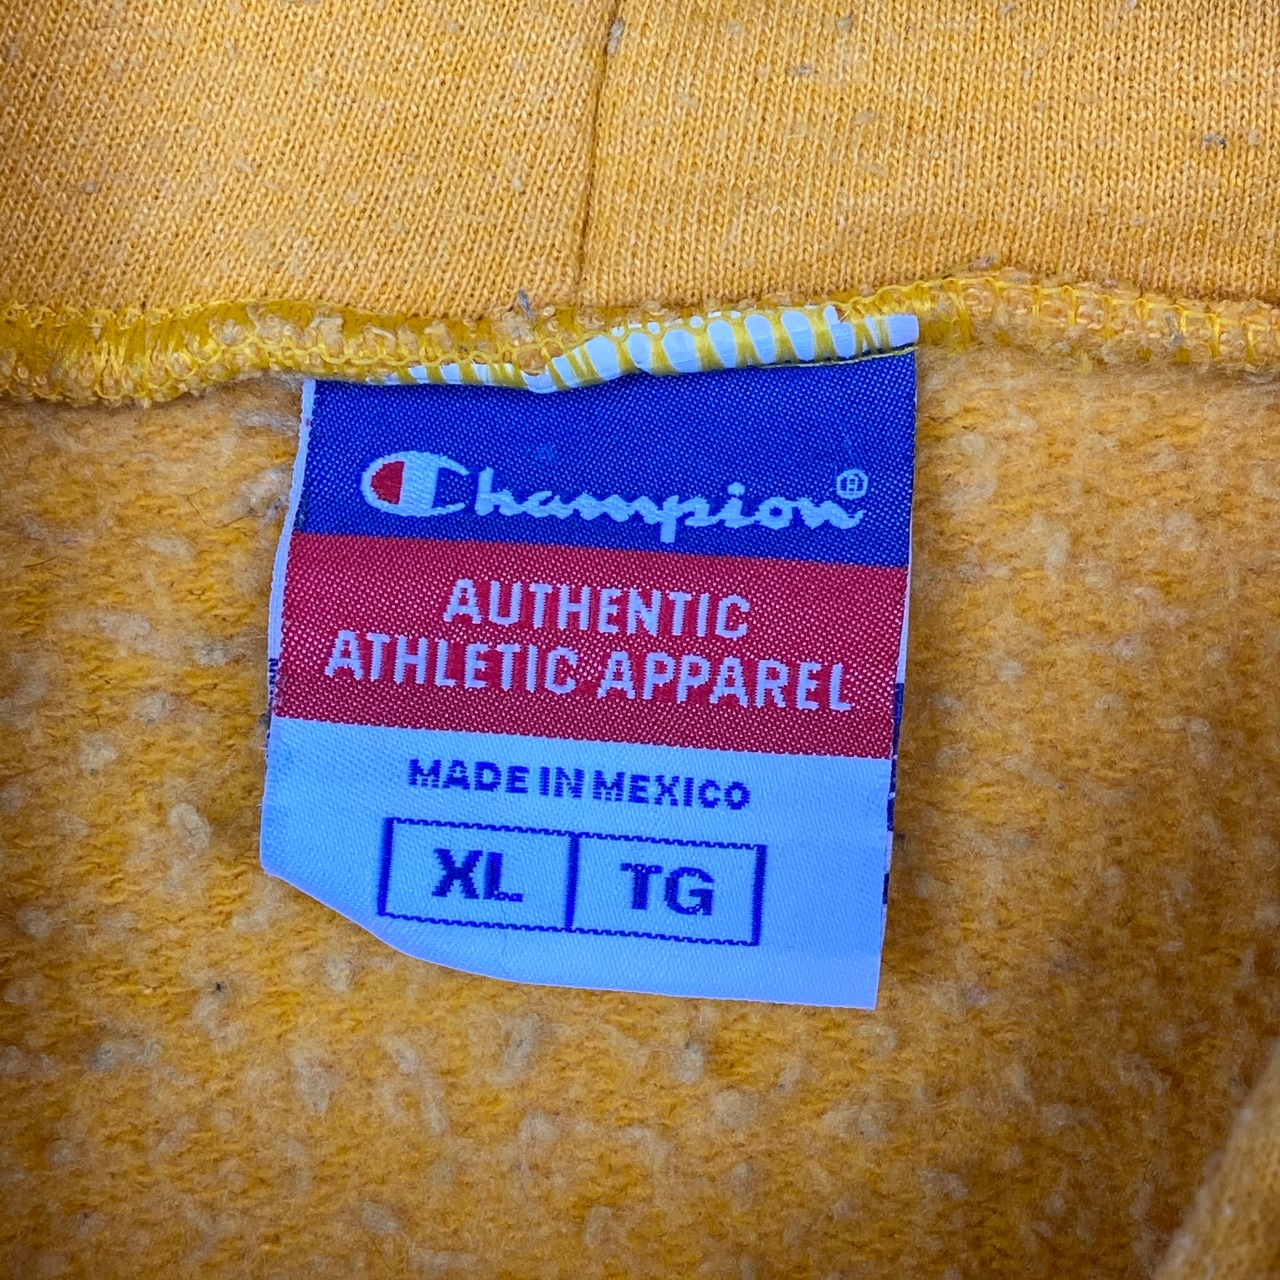 Champion®
AUTHENTIC
ATHLETIC APPAREL
MADE IN MEXICO
XL TG